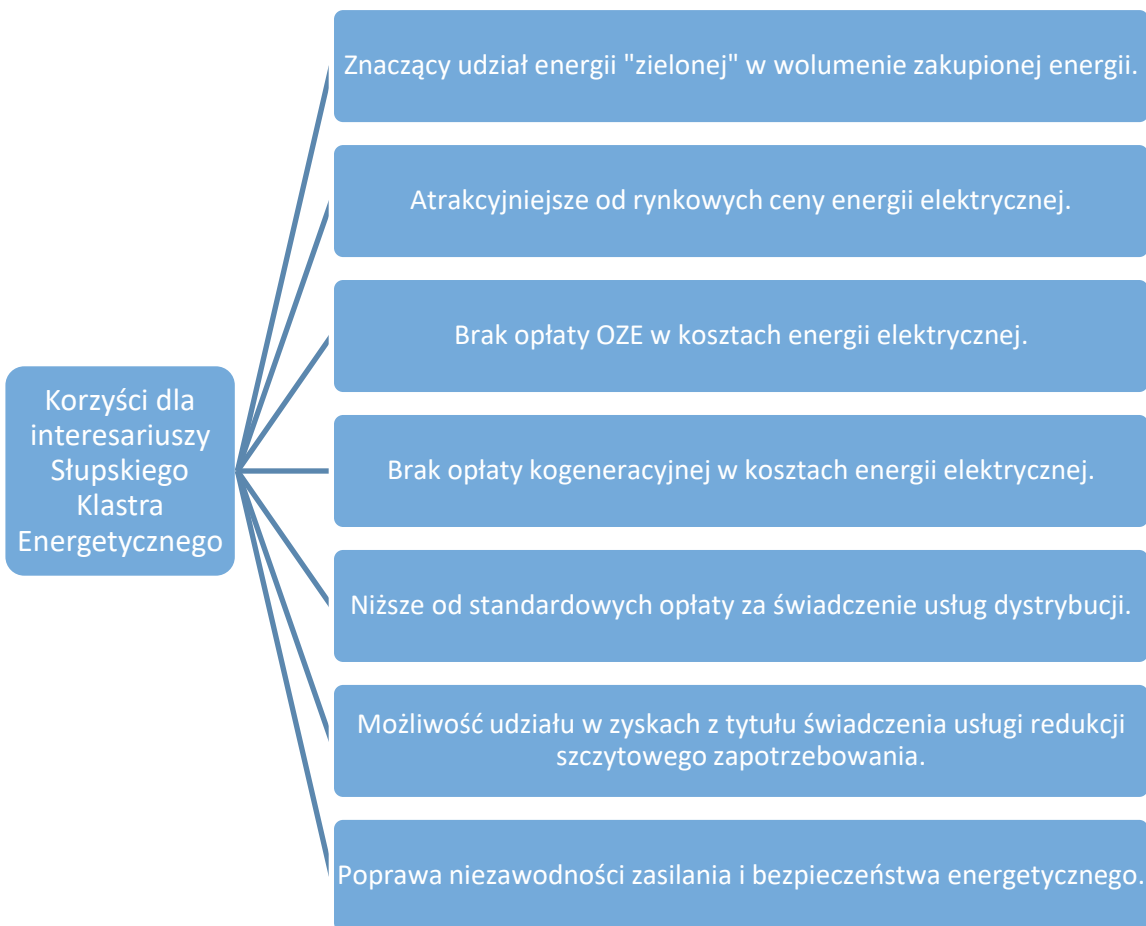 Korzyści dla
interesariuszy
Słupskiego
Klastra
Energetycznego
Znaczący udział energii "zielonej" w wolumenie zakupionej energii.
Atrakcyjniejsze od rynkowych ceny energii elektrycznej.
Brak opłaty OZE w kosztach energii elektrycznej.
Brak opłaty kogeneracyjnej w kosztach energii elektrycznej.
Niższe od standardowych opłaty za świadczenie usług dystrybucji.
Możliwość udziału w zyskach z tytułu świadczenia usługi redukcji
szczytowego zapotrzebowania.
Poprawa niezawodności zasilania i bezpieczeństwa energetycznego.